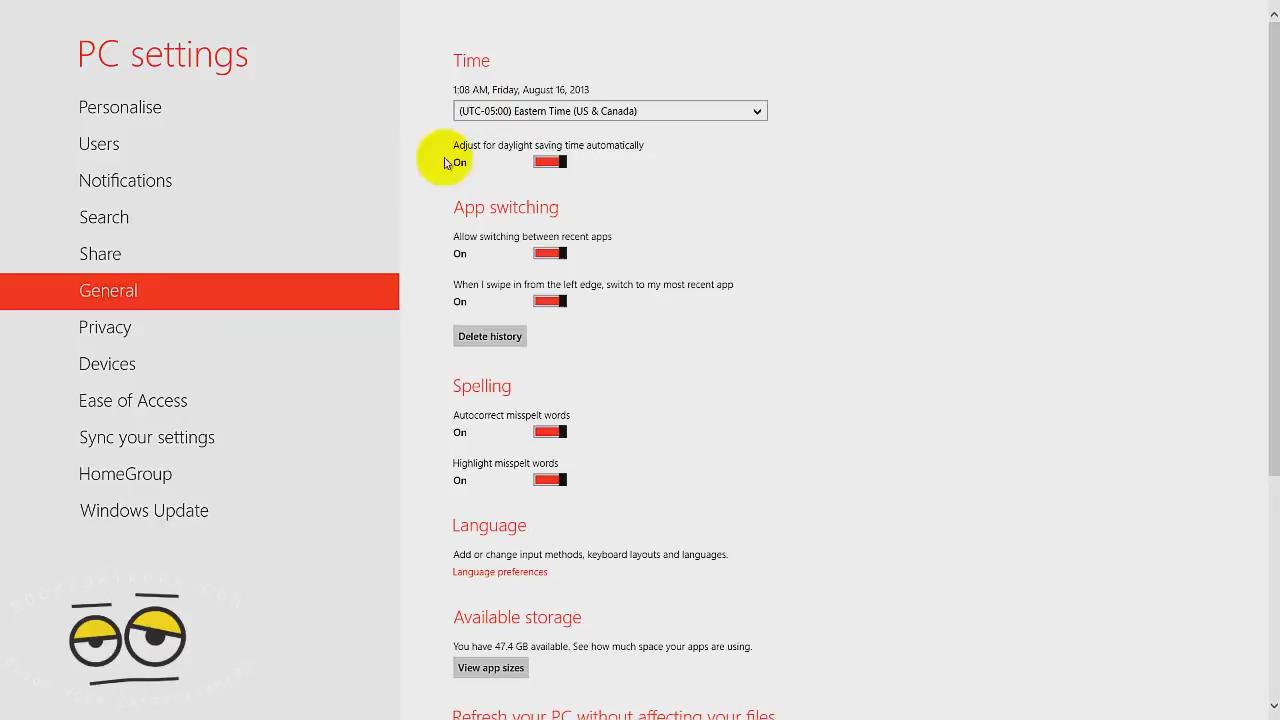 PC settings
Personalise
Users
Notifications
Search
Share
General
Privacy
Devices
Ease of Access
Sync your settings
HomeGroup
Windows Update
Time
1:08 AM, Friday, August 16, 2013
(UTC-05:00) Eastern Time (US & Canada)
Adjust for daylight saving time automatically
On
App switching
Allow switching between recent apps
On
When I swipe in from the left edge, switch to my most recent app
On
Delete history
Spelling
Autocorrect misspelt words
On
Highlight misspelt words
On
Language
Add or change input methods, keyboard layouts and languages.
Language preferences
Available storage
You have 47.4 GB available. See how much space your apps are using.
View app sizes
Refresh your PC without affecting your files